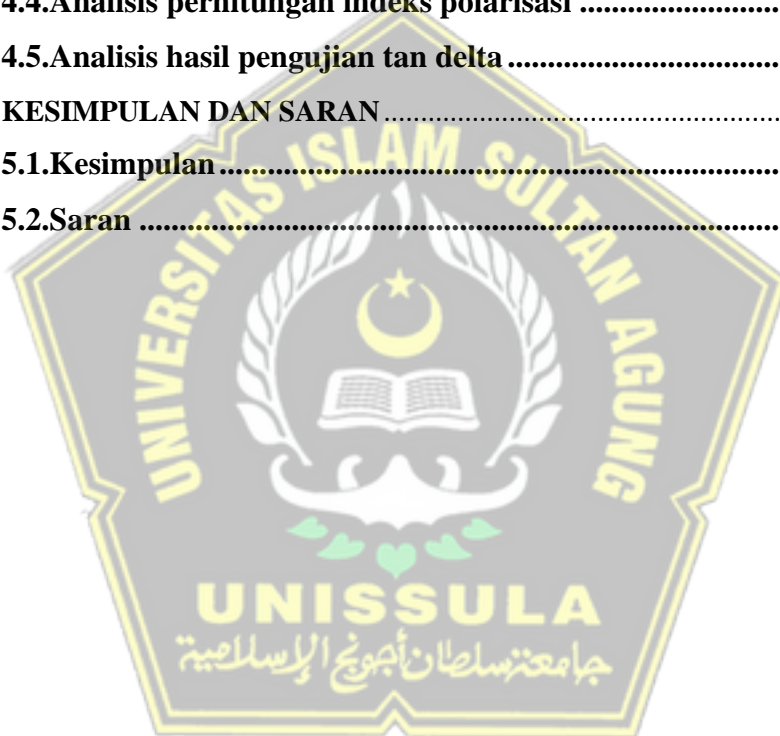 4.4.Analisis perhitungan indeks polarisasi ........................
4.5.Analisis hasil pengujian tan delta ..................................
KESIMPULAN DAN SARAN ..................................................
5.1.Kesimpulan ......................................................................
5.2.Saran ................................................................................
UNIVERSITAS ISLAM SULTAN AGUNG
UNISSULA
جامعة سلطان أجونج الإسلامية